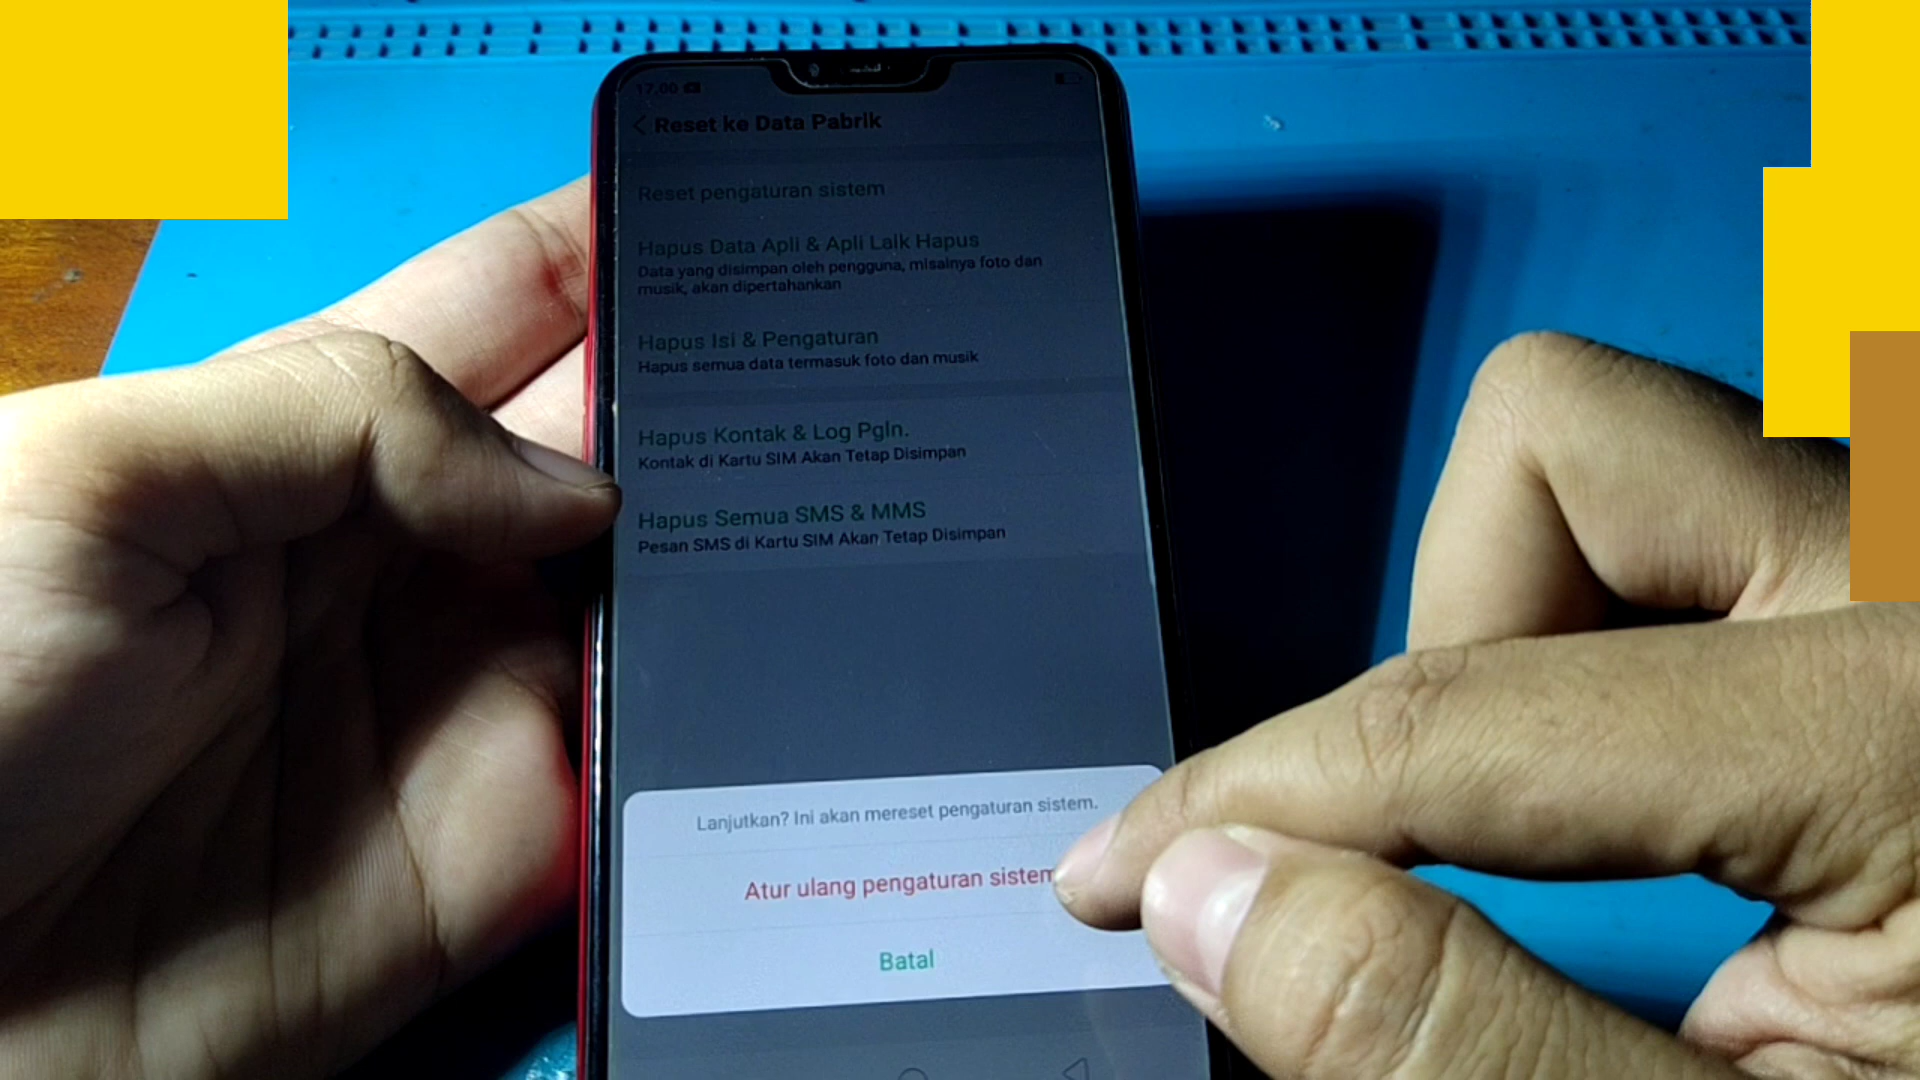 17.00
Reset ke Data Pabrik
Reset pengaturan sistem
Hapus Data Apli & Apli Laik Hapus
Data yang disimpan oleh pengguna, misalnya foto dan
musik, akan dipertahankan
Hapus Isi & Pengaturan
Hapus semua data termasuk foto dan musik
Hapus Kontak & Log Pgln.
Kontak di Kartu SIM Akan Tetap Disimpan
Hapus Semua SMS & MMS
Pesan SMS di Kartu SIM Akan Tetap Disimpan
Lanjutkan? Ini akan mereset pengaturan sistem.
Atur ulang pengaturan sistem
Batal